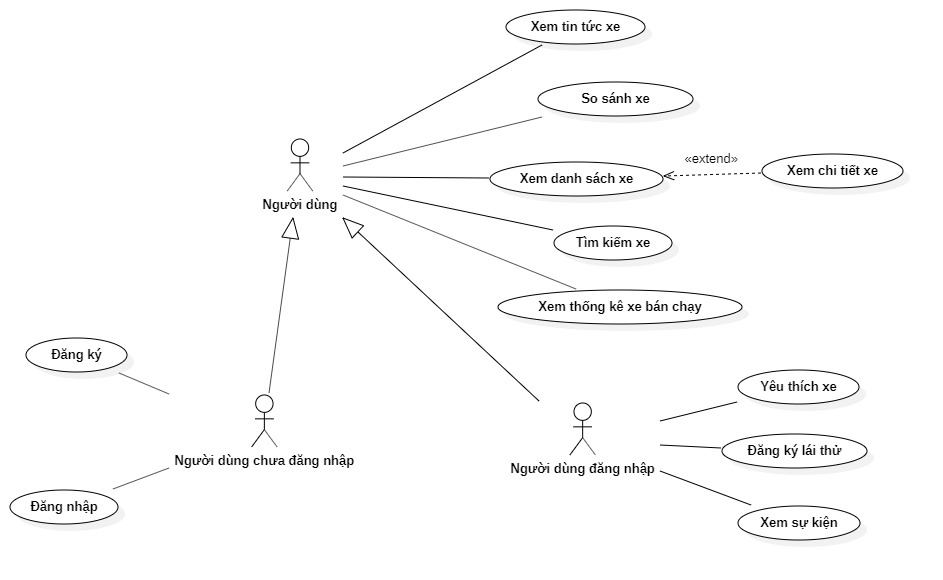 Xem tin tức xe
So sánh xe
«extend»
Xem danh sách xe
Xem chi tiết xe
Người dùng
Tìm kiếm xe
Xem thống kê xe bán chạy
Đăng ký
Yêu thích xe
Người dùng chưa đăng nhập
Đăng ký lái thử
Người dùng đăng nhập
Đăng nhập
Xem sự kiện